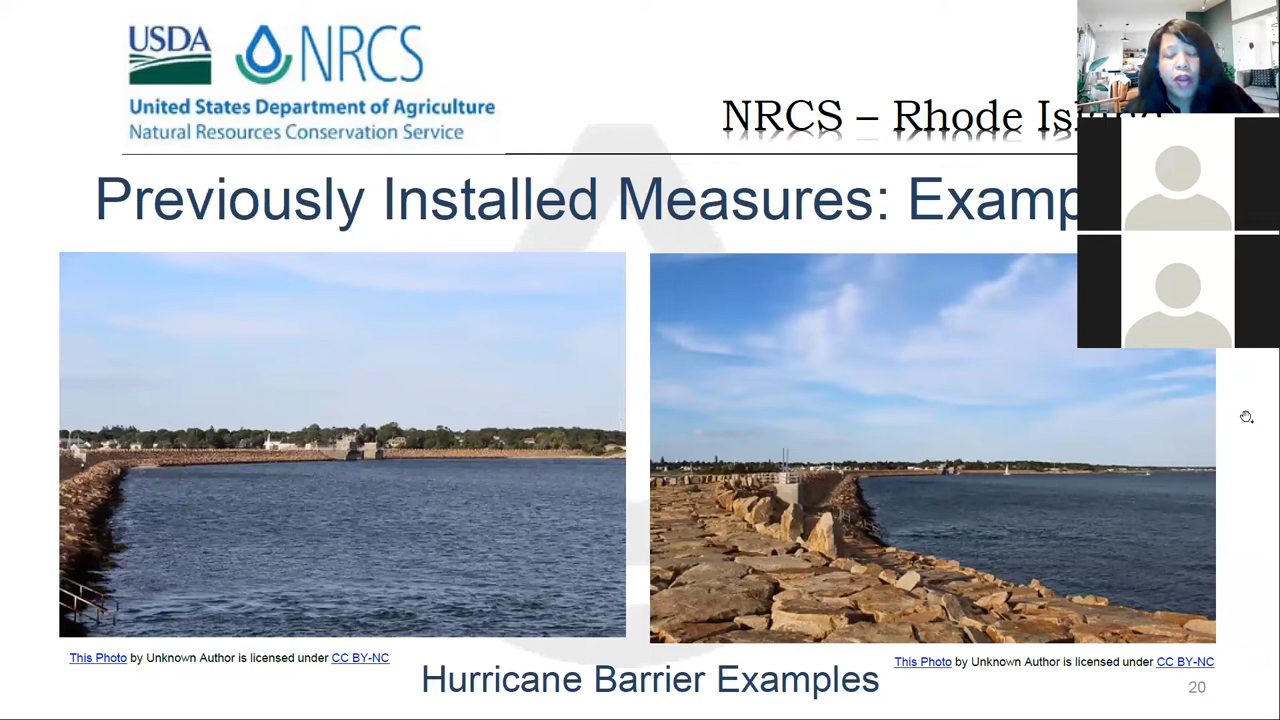 USDA NRCS
United States Department of Agriculture
Natural Resources Conservation Service
NRCS – Rhode Island
Previously Installed Measures: Examp
This Photo by Unknown Author is licensed under CC BY-NC
This Photo by Unknown Author is licensed under CC BY-NC
Hurricane Barrier Examples
20